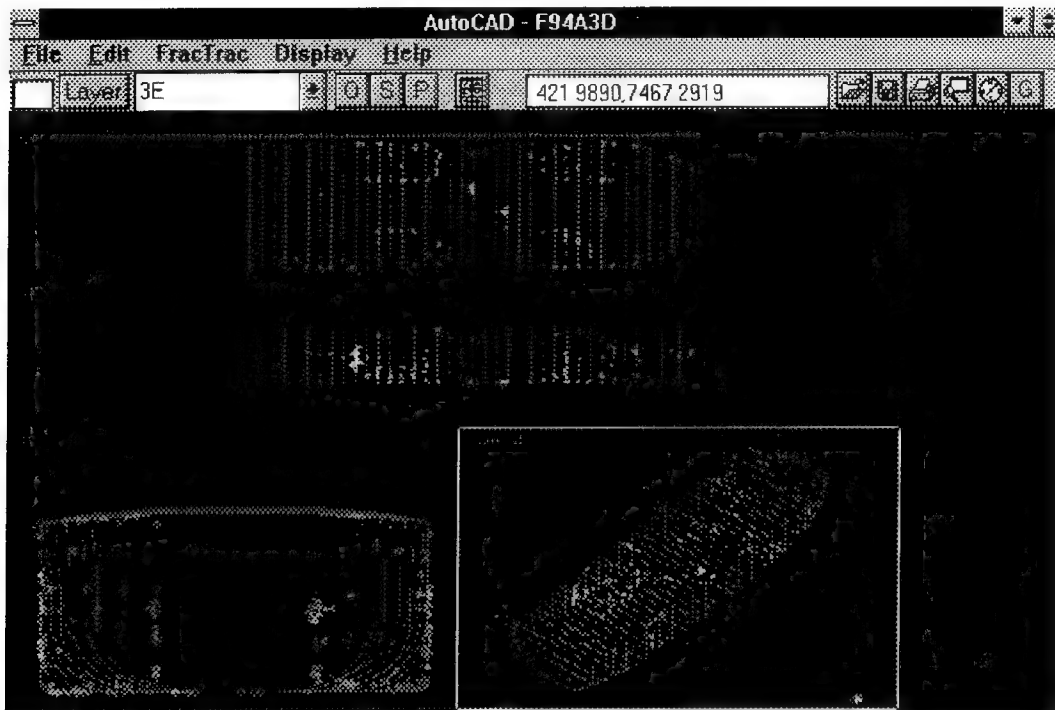 AutoCAD - F94A3D
File Edit FracTrac Display Help
Layer 3E O S P 421 9890,7467 2919 G